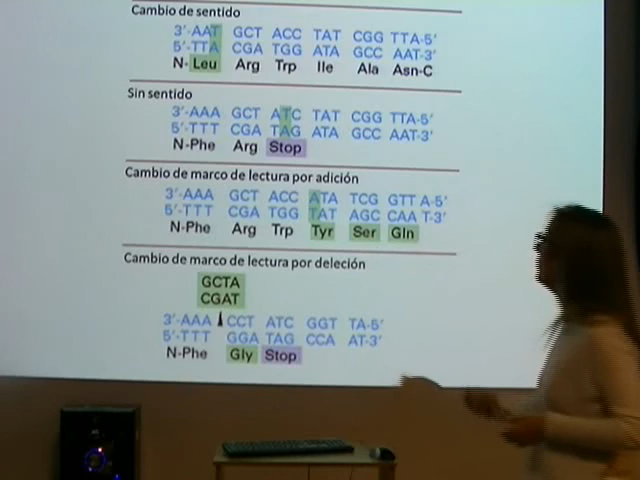 Cambio de sentido
3'-AAT GCT ACC TAT CGG TTA-5'
5'-TTA CGA TGG ATA GCC AAT-3'
N-Leu Arg Trp Ile Ala Asn-C
Sin sentido
3'-AAA GCT ATC TAT CGG TTA-5'
5'-TTT CGA TAG ATA GCC AAT-3'
N-Phe Arg Stop
Cambio de marco de lectura por adición
3'-AAA GCT ACC ATA TCG GTT A-5'
5'-TTT CGA TGG TAT AGC CAA T-3'
N-Phe Arg Trp Tyr Ser Gln
Cambio de marco de lectura por deleción
GCTA
CGAT
3'-AAA CCT ATC GGT TA-5'
5'-TTT GGA TAG CCA AT-3'
N-Phe Gly Stop